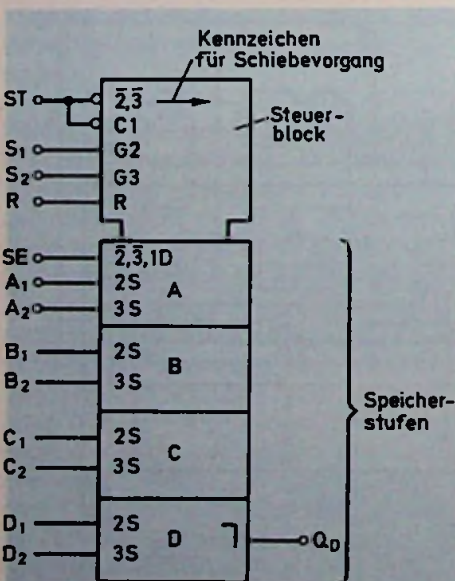 Kennzeichen
für Schiebevorgang
ST
2̅,3̅
C1
Steuer-
block
S₁
G2
S₂
G3
R
R
SE
2̅,3̅,1D
A₁
2S
A
A₂
3S
B₁
2S
B
B₂
3S
Speicher-
stufen
C₁
2S
C
C₂
3S
D₁
2S
D
Q_D
D₂
3S